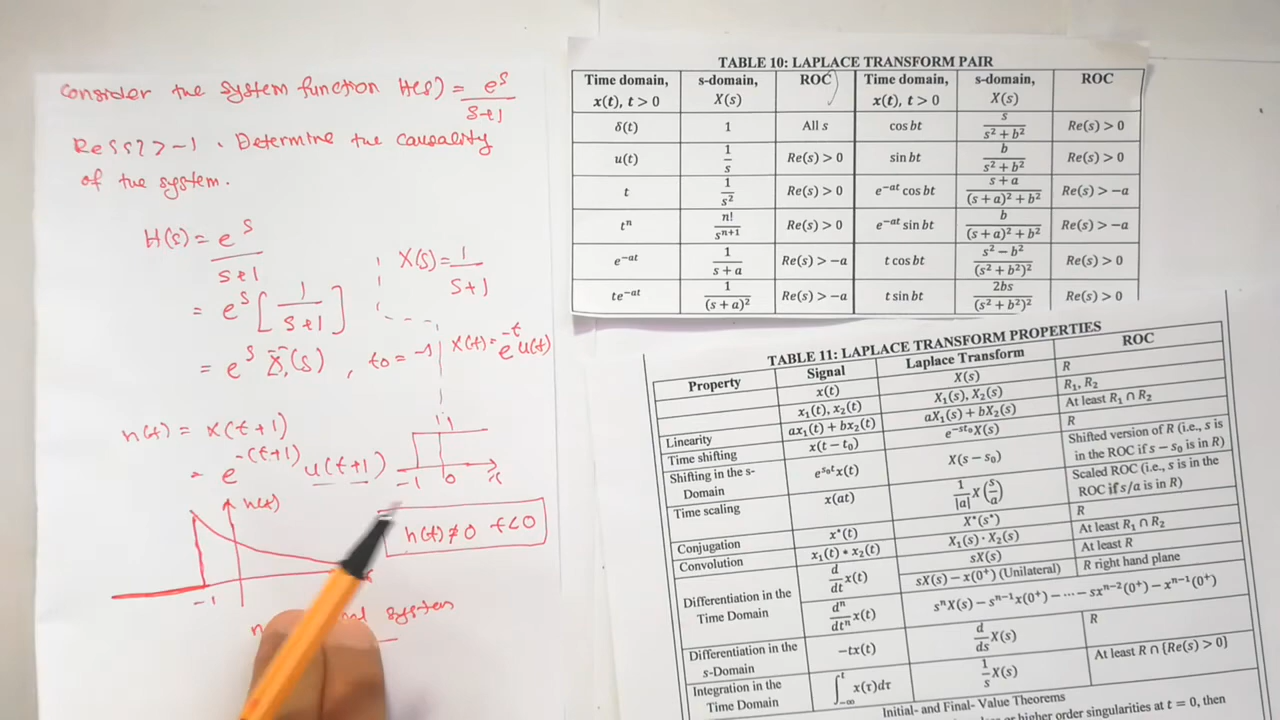 Consider the system function H(s) = e^s / s+1
Re{s} > -1 . Determine the causality
of the system.
H(s) = e^s / s+1
= e^s [ 1 / s+1 ]
= e^s X(s) , t0 = -1
X(s) = 1 / s+1
x(t) = e^-t u(t)
h(t) = x(t+1)
= e^-(t+1) u(t+1)
1
-1 0
h(t)
-1
h(t) ≠ 0 t<0
system
TABLE 10: LAPLACE TRANSFORM PAIR
Time domain, x(t), t > 0 s-domain, X(s) ROC Time domain, x(t), t > 0 s-domain, X(s) ROC
δ(t) 1 All s cos bt s / s² + b² Re(s) > 0
u(t) 1/s Re(s) > 0 sin bt b / s² + b² Re(s) > 0
t 1/s² Re(s) > 0 e^−at cos bt s + a / (s + a)² + b² Re(s) > −a
t^n n! / s^n+1 Re(s) > 0 e^−at sin bt b / (s + a)² + b² Re(s) > −a
e^−at 1 / s + a Re(s) > −a t cos bt s² − b² / (s² + b²)² Re(s) > 0
te^−at 1 / (s + a)² Re(s) > −a t sin bt 2bs / (s² + b²)² Re(s) > 0
TABLE 11: LAPLACE TRANSFORM PROPERTIES
Property Signal Laplace Transform ROC
x(t) X(s) R
x₁(t), x₂(t) X₁(s), X₂(s) R₁, R₂
Linearity ax₁(t) + bx₂(t) aX₁(s) + bX₂(s) At least R₁ ∩ R₂
Time shifting x(t − t₀) e^−st₀ X(s) R
Shifting in the s-Domain e^s₀t x(t) X(s − s₀) Shifted version of R (i.e., s is in the ROC if s − s₀ is in R)
Time scaling x(at) 1/|a| X(s/a) Scaled ROC (i.e., s is in the ROC if s/a is in R)
Conjugation x*(t) X*(s*) R
Convolution x₁(t) * x₂(t) X₁(s) · X₂(s) At least R₁ ∩ R₂
Differentiation in the Time Domain d/dt x(t) sX(s) At least R
sX(s) − x(0⁺) (Unilateral) R right hand plane
d^n/dt^n x(t) s^n X(s) − s^n−1 x(0⁺) − ⋯ − sx^n−2(0⁺) − x^n−1(0⁺)
Differentiation in the s-Domain −tx(t) d/ds X(s) R
Integration in the Time Domain ∫ −∞ t x(τ)dτ 1/s X(s) At least R ∩ {Re(s) > 0}
Initial- and Final- Value Theorems
higher order singularities at t = 0, then